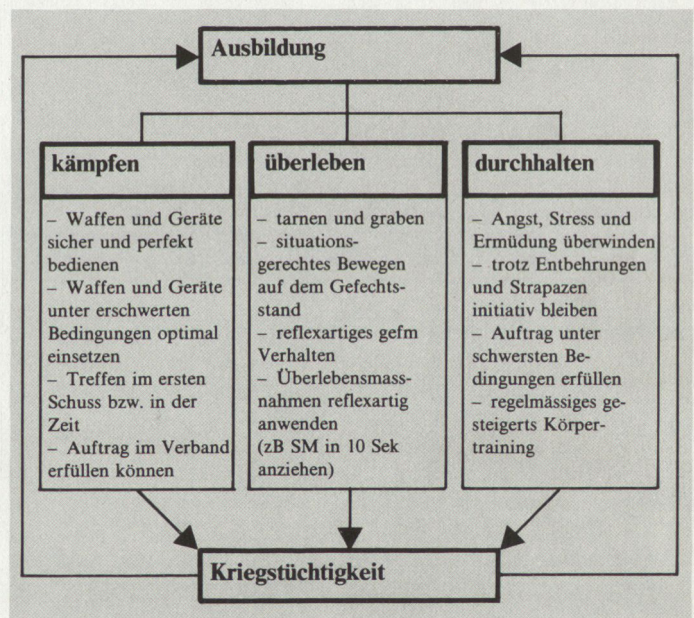 Ausbildung
kämpfen
– Waffen und Geräte
sicher und perfekt
bedienen
– Waffen und Geräte
unter erschwerten
Bedingungen optimal
einsetzen
– Treffen im ersten
Schuss bzw. in der
Zeit
– Auftrag im Verband
erfüllen können
überleben
– tarnen und graben
– situations-
gerechtes Bewegen
auf dem Gefechts-
stand
– reflexartiges gefm
Verhalten
– Überlebensmass-
nahmen reflexartig
anwenden
(zB SM in 10 Sek
anziehen)
durchhalten
– Angst, Stress und
Ermüdung überwinden
– trotz Entbehrungen
und Strapazen
initiativ bleiben
– Auftrag unter
schwersten Be-
dingungen erfüllen
– regelmässiges ge-
steigerts Körper-
training
Kriegstüchtigkeit